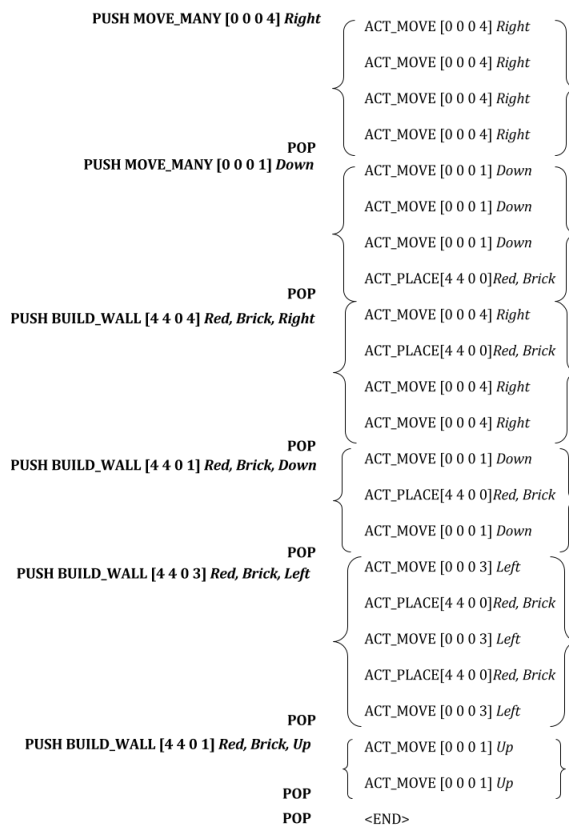 PUSH MOVE_MANY [0 0 0 4] Right
ACT_MOVE [0 0 0 4] Right
ACT_MOVE [0 0 0 4] Right
ACT_MOVE [0 0 0 4] Right
ACT_MOVE [0 0 0 4] Right
POP
PUSH MOVE_MANY [0 0 0 1] Down
ACT_MOVE [0 0 0 1] Down
ACT_MOVE [0 0 0 1] Down
ACT_MOVE [0 0 0 1] Down
ACT_PLACE[4 4 0 0]Red, Brick
POP
PUSH BUILD_WALL [4 4 0 4] Red, Brick, Right
ACT_MOVE [0 0 0 4] Right
ACT_PLACE[4 4 0 0]Red, Brick
ACT_MOVE [0 0 0 4] Right
ACT_MOVE [0 0 0 4] Right
POP
PUSH BUILD_WALL [4 4 0 1] Red, Brick, Down
ACT_MOVE [0 0 0 1] Down
ACT_PLACE[4 4 0 0]Red, Brick
ACT_MOVE [0 0 0 1] Down
POP
PUSH BUILD_WALL [4 4 0 3] Red, Brick, Left
ACT_MOVE [0 0 0 3] Left
ACT_PLACE[4 4 0 0]Red, Brick
ACT_MOVE [0 0 0 3] Left
ACT_PLACE[4 4 0 0]Red, Brick
ACT_MOVE [0 0 0 3] Left
POP
PUSH BUILD_WALL [4 4 0 1] Red, Brick, Up
ACT_MOVE [0 0 0 1] Up
ACT_MOVE [0 0 0 1] Up
POP
POP <END>